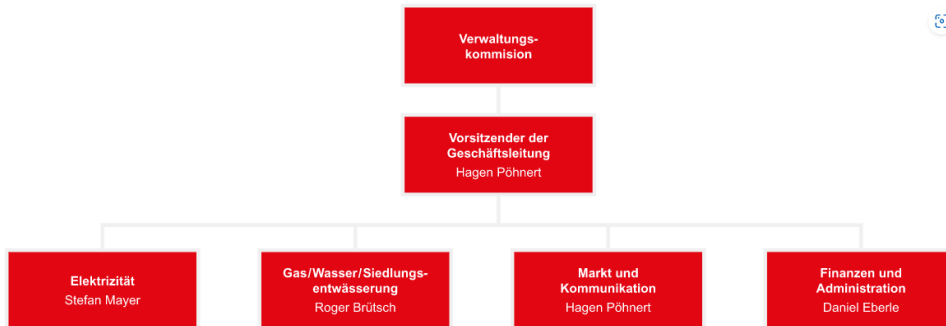 Verwaltungs-
kommision
Vorsitzender der
Geschäftsleitung
Hagen Pöhnert
Elektrizität
Stefan Mayer
Gas/Wasser/Siedlungs-
entwässerung
Roger Brütsch
Markt und
Kommunikation
Hagen Pöhnert
Finanzen und
Administration
Daniel Eberle